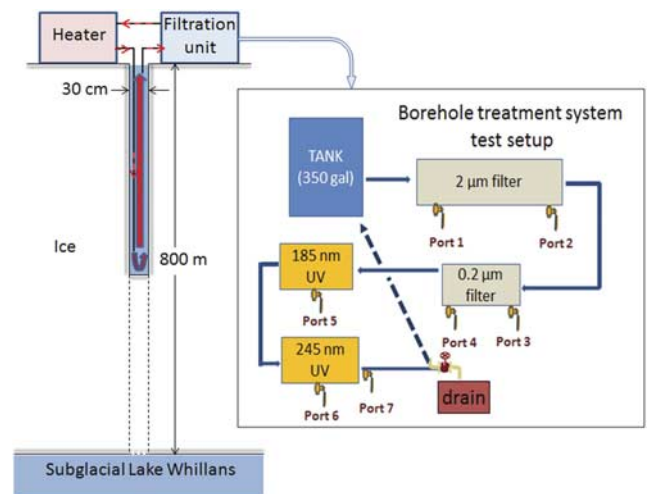 Heater
Filtration
unit
30 cm
Ice
800 m
Subglacial Lake Whillans
Borehole treatment system
test setup
TANK
(350 gal)
2 µm filter
Port 1
Port 2
185 nm
UV
Port 5
0.2 µm
filter
Port 4
Port 3
245 nm
UV
Port 6
Port 7
drain